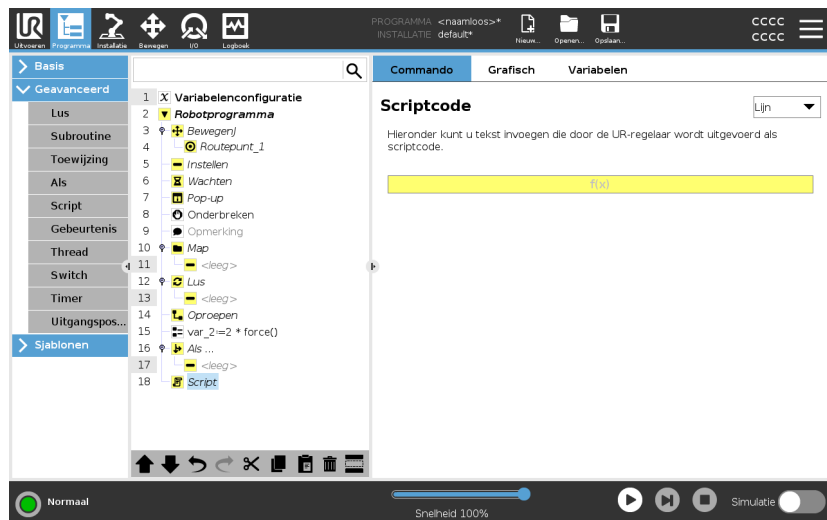 PROGRAMMA <naamloos>*
INSTALLATIE default*
CCCC
CCCC
Uitvoeren Programma Installatie Bewegen I/O Logboek Nieuw... Openen... Opslaan...
Basis
Geavanceerd
Lus
Subroutine
Toewijzing
Als
Script
Gebeurtenis
Thread
Switch
Timer
Uitgangspos...
Sjablonen
1 X Variabelenconfiguratie
2 Robotprogramma
3 BewegenJ
4 Routepunt_1
5 Instellen
6 Wachten
7 Pop-up
8 Onderbreken
9 Opmerking
10 Map
11 <leeg>
12 Lus
13 <leeg>
14 Oproepen
15 var_2:=2 * force()
16 Als ...
17 <leeg>
18 Script
Commando Grafisch Variabelen
Scriptcode
Lijn
Hieronder kunt u tekst invoegen die door de UR-regelaar wordt uitgevoerd als
scriptcode.
f(x)
Normaal
Snelheid 100%
Simulatie